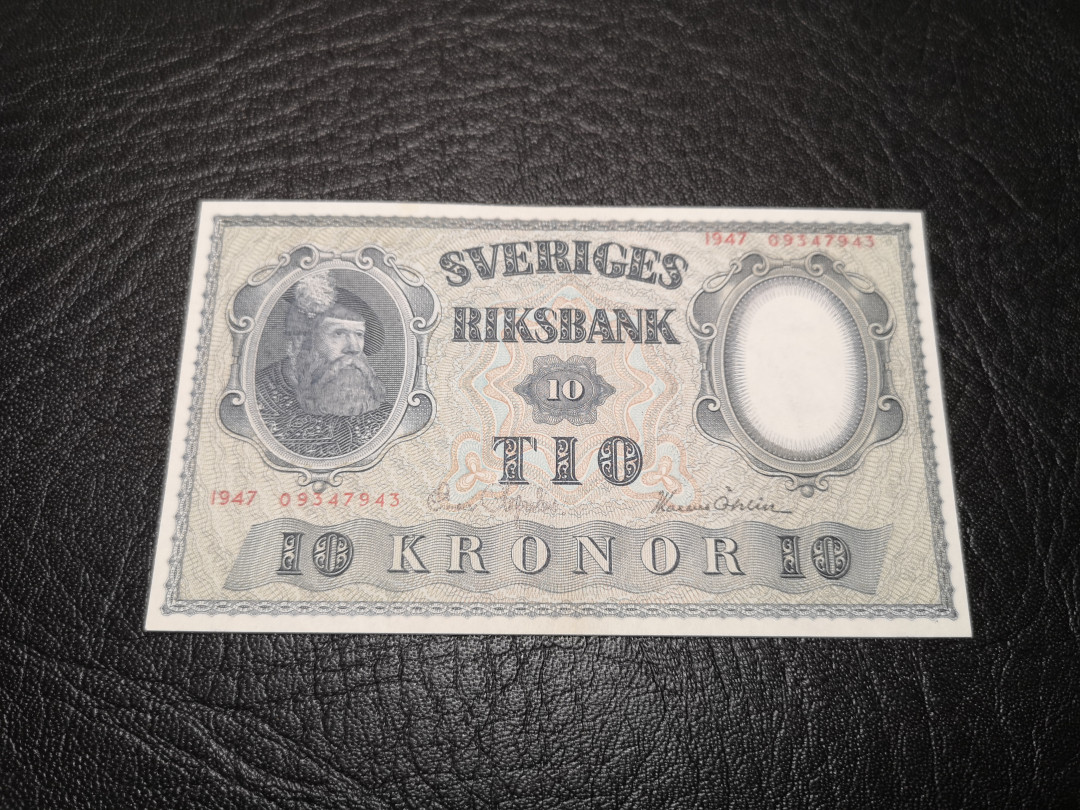 1947 09347943
SVERIGES
RIKSBANK
10
TIO
1947 09347943
10 KRONOR 10